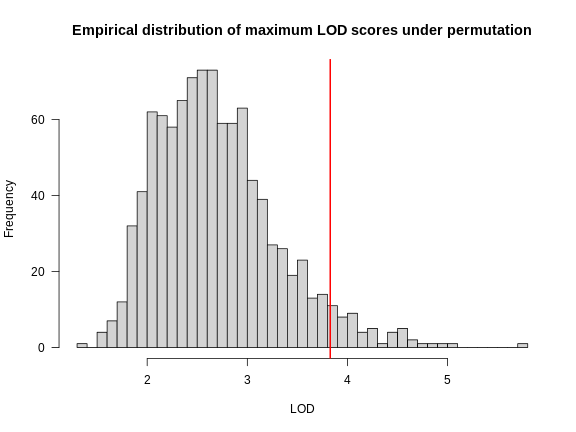 Empirical distribution of maximum LOD scores under permutation
Frequency
60
40
20
0
2 3 4 5
LOD